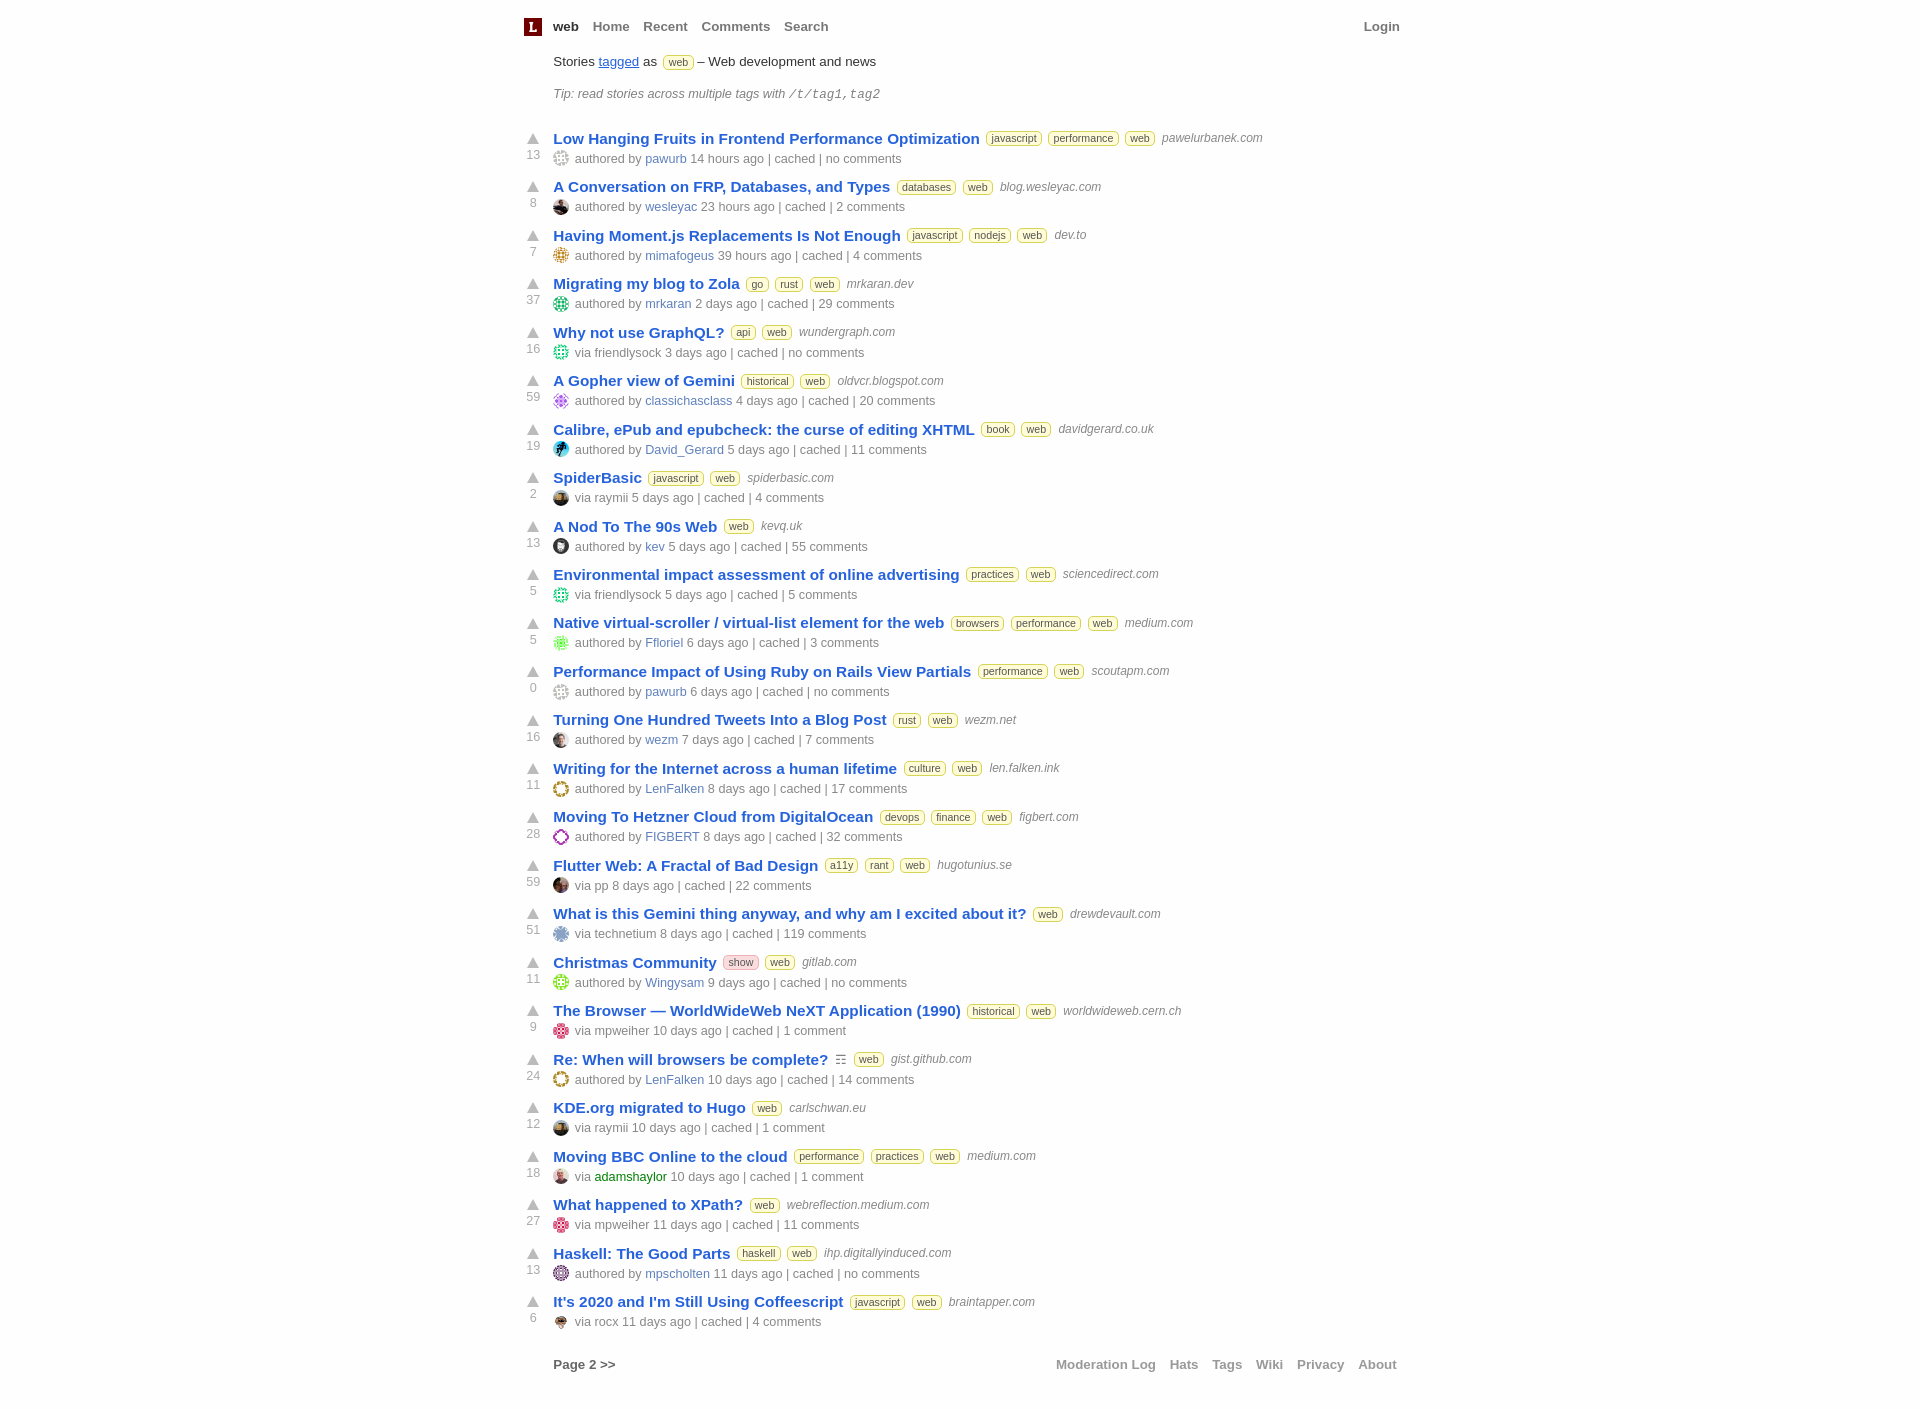 L web Home Recent Comments Search Login
Stories tagged as web – Web development and news
Tip: read stories across multiple tags with /t/tag1,tag2
Low Hanging Fruits in Frontend Performance Optimization javascript performance web pawelurbanek.com
13 authored by pawurb 14 hours ago | cached | no comments
A Conversation on FRP, Databases, and Types databases web blog.wesleyac.com
8 authored by wesleyac 23 hours ago | cached | 2 comments
Having Moment.js Replacements Is Not Enough javascript nodejs web dev.to
7 authored by mimafogeus 39 hours ago | cached | 4 comments
Migrating my blog to Zola go rust web mrkaran.dev
37 authored by mrkaran 2 days ago | cached | 29 comments
Why not use GraphQL? api web wundergraph.com
16 via friendlysock 3 days ago | cached | no comments
A Gopher view of Gemini historical web oldvcr.blogspot.com
59 authored by classichasclass 4 days ago | cached | 20 comments
Calibre, ePub and epubcheck: the curse of editing XHTML book web davidgerard.co.uk
19 authored by David_Gerard 5 days ago | cached | 11 comments
SpiderBasic javascript web spiderbasic.com
2 via raymii 5 days ago | cached | 4 comments
A Nod To The 90s Web web kevq.uk
13 authored by kev 5 days ago | cached | 55 comments
Environmental impact assessment of online advertising practices web sciencedirect.com
5 via friendlysock 5 days ago | cached | 5 comments
Native virtual-scroller / virtual-list element for the web browsers performance web medium.com
5 authored by Ffloriel 6 days ago | cached | 3 comments
Performance Impact of Using Ruby on Rails View Partials performance web scoutapm.com
0 authored by pawurb 6 days ago | cached | no comments
Turning One Hundred Tweets Into a Blog Post rust web wezm.net
16 authored by wezm 7 days ago | cached | 7 comments
Writing for the Internet across a human lifetime culture web len.falken.ink
11 authored by LenFalken 8 days ago | cached | 17 comments
Moving To Hetzner Cloud from DigitalOcean devops finance web figbert.com
28 authored by FIGBERT 8 days ago | cached | 32 comments
Flutter Web: A Fractal of Bad Design a11y rant web hugotunius.se
59 via pp 8 days ago | cached | 22 comments
What is this Gemini thing anyway, and why am I excited about it? web drewdevault.com
51 via technetium 8 days ago | cached | 119 comments
Christmas Community show web gitlab.com
11 authored by Wingysam 9 days ago | cached | no comments
The Browser — WorldWideWeb NeXT Application (1990) historical web worldwideweb.cern.ch
9 via mpweiher 10 days ago | cached | 1 comment
Re: When will browsers be complete? ☶ web gist.github.com
24 authored by LenFalken 10 days ago | cached | 14 comments
KDE.org migrated to Hugo web carlschwan.eu
12 via raymii 10 days ago | cached | 1 comment
Moving BBC Online to the cloud performance practices web medium.com
18 via adamshaylor 10 days ago | cached | 1 comment
What happened to XPath? web webreflection.medium.com
27 via mpweiher 11 days ago | cached | 11 comments
Haskell: The Good Parts haskell web ihp.digitallyinduced.com
13 authored by mpscholten 11 days ago | cached | no comments
It's 2020 and I'm Still Using Coffeescript javascript web braintapper.com
6 via rocx 11 days ago | cached | 4 comments
Page 2 >> Moderation Log Hats Tags Wiki Privacy About